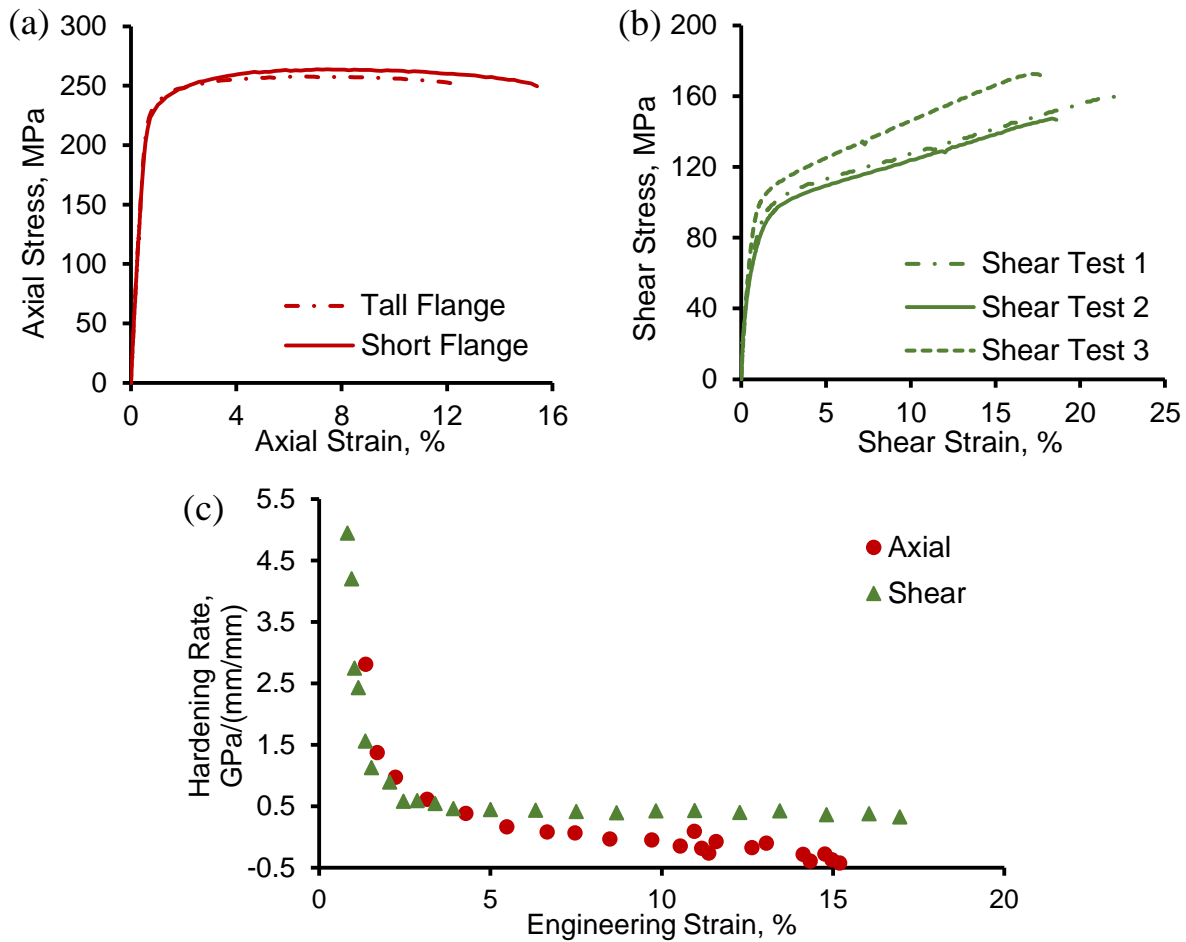 (a)
300
250
200
150
100
50
0
Axial Stress, MPa
0 4 8 12 16
Axial Strain, %
Tall Flange
Short Flange
(b)
200
160
120
80
40
0
Shear Stress, MPa
0 5 10 15 20 25
Shear Strain, %
Shear Test 1
Shear Test 2
Shear Test 3
(c)
5.5
4.5
3.5
2.5
1.5
0.5
-0.5
Hardening Rate,
GPa/(mm/mm)
0 5 10 15 20
Engineering Strain, %
Axial
Shear